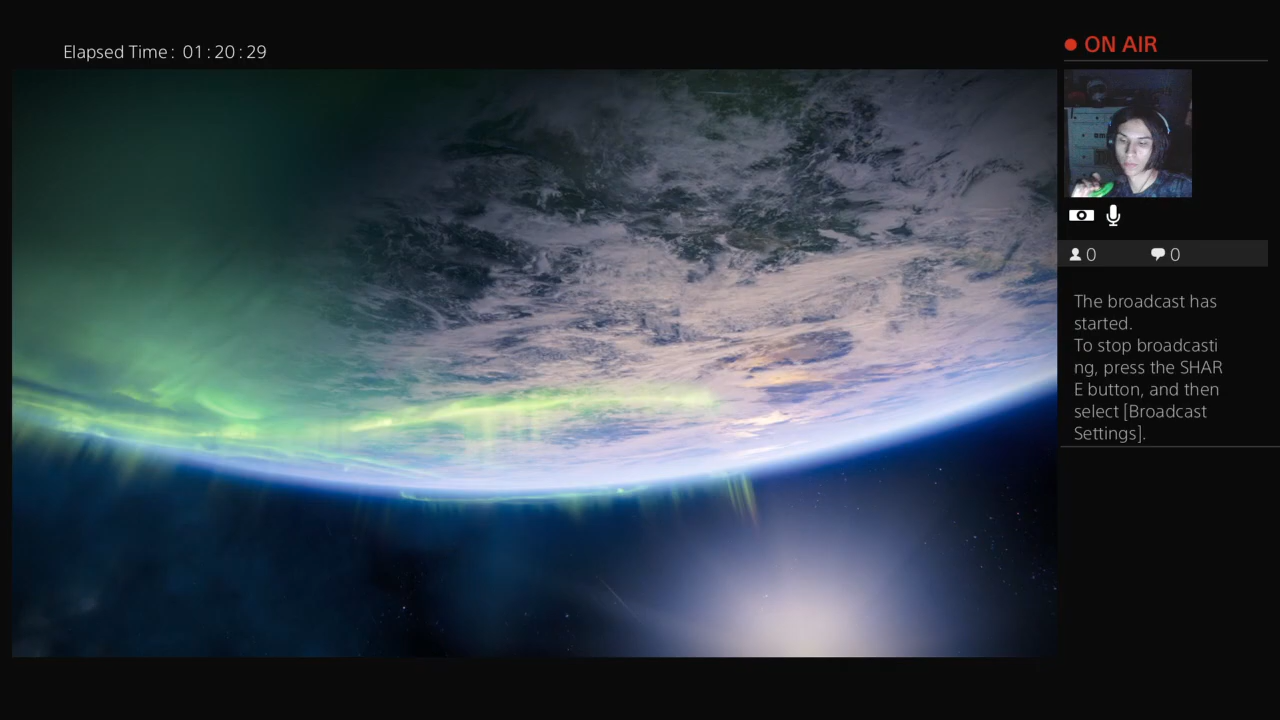 Elapsed Time: 01:20:29
ON AIR
0 0
The broadcast has
started.
To stop broadcasti
ng, press the SHAR
E button, and then
select [Broadcast
Settings].